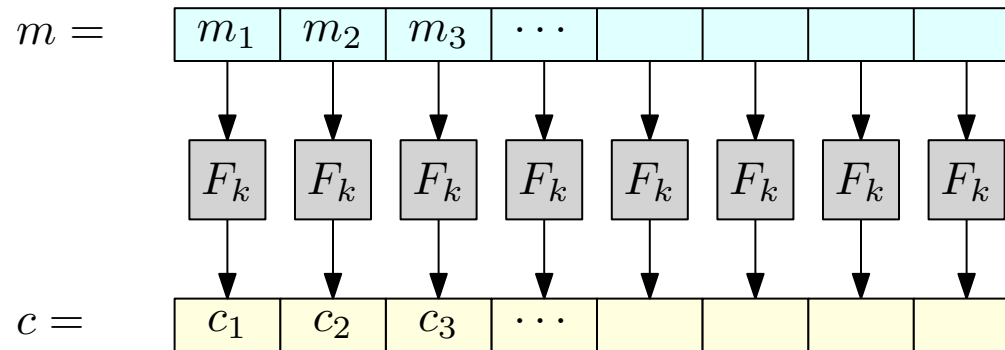 m = m₁ m₂ m₃ ⋯
Fₖ Fₖ Fₖ Fₖ Fₖ Fₖ Fₖ Fₖ
c = c₁ c₂ c₃ ⋯